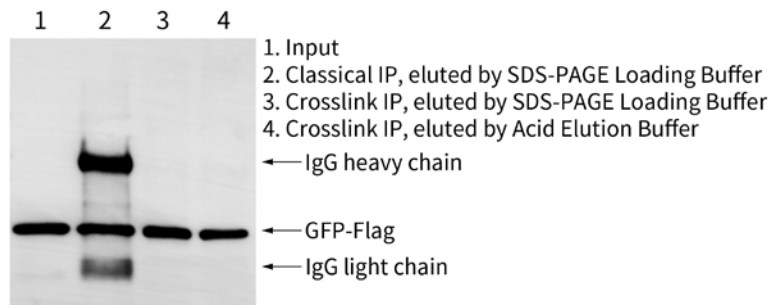 1 2 3 4
1. Input
2. Classical IP, eluted by SDS-PAGE Loading Buffer
3. Crosslink IP, eluted by SDS-PAGE Loading Buffer
4. Crosslink IP, eluted by Acid Elution Buffer
IgG heavy chain
GFP-Flag
IgG light chain